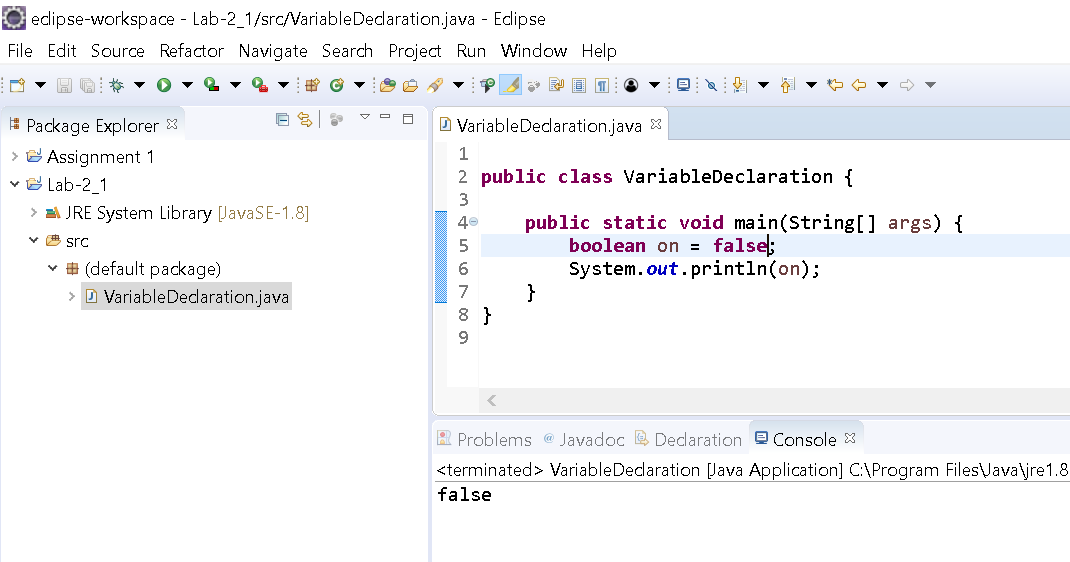 eclipse-workspace - Lab-2_1/src/VariableDeclaration.java - Eclipse
File Edit Source Refactor Navigate Search Project Run Window Help
Package Explorer
Assignment 1
Lab-2_1
JRE System Library [JavaSE-1.8]
src
(default package)
VariableDeclaration.java
VariableDeclaration.java
1
2 public class VariableDeclaration {
3
4 public static void main(String[] args) {
5 boolean on = false;
6 System.out.println(on);
7 }
8 }
9
Problems @ Javadoc Declaration Console
<terminated> VariableDeclaration [Java Application] C:\Program Files\Java\jre1.8
false